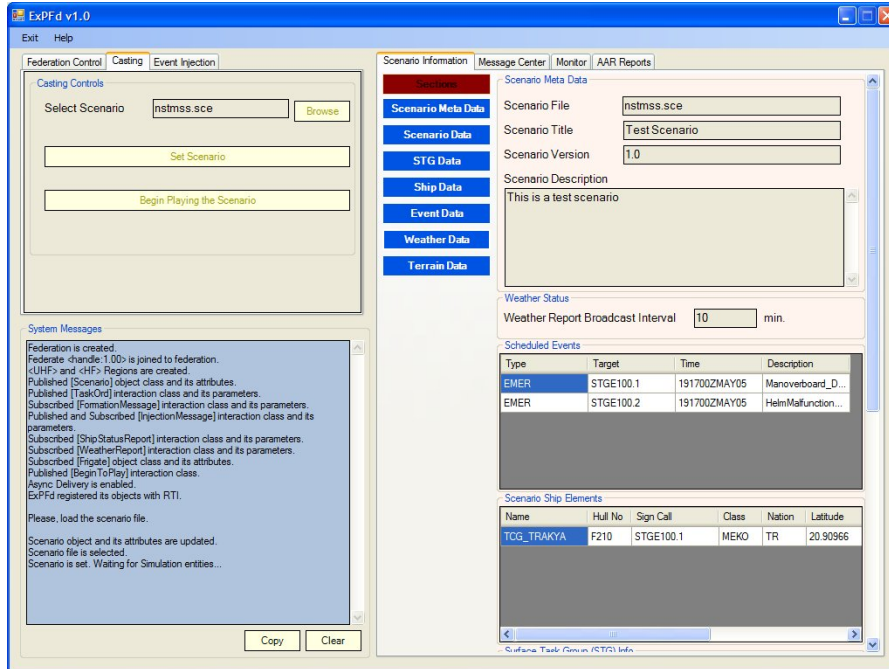 ExPFd v1.0
Exit Help
Federation Control Casting Event Injection
Casting Controls
Select Scenario nstmss.sce Browse
Set Scenario
Begin Playing the Scenario
System Messages
Federation is created.
Federate <handle:1.00> is joined to federation.
<UHF> and <HF> Regions are created.
Published [Scenario] object class and its attributes.
Published [TaskOrd] interaction class and its parameters.
Subscribed [FormationMessage] interaction class and its parameters.
Published and Subscribed [InjectionMessage] interaction class and its
parameters.
Subscribed [ShipStatusReport] interaction class and its parameters.
Subscribed [WeatherReport] interaction class and its parameters.
Subscribed [Frigate] object class and its attributes.
Published [BeginToPlay] interaction class.
Async Delivery is enabled.
ExPFd registered its objects with RTI.
Please, load the scenario file.
Scenario object and its attributes are updated.
Scenario file is selected.
Scenario is set. Waiting for Simulation entities...
Copy Clear
Scenario Information Message Center Monitor AAR Reports
Sections
Scenario Meta Data
Scenario Data
STG Data
Ship Data
Event Data
Weather Data
Terrain Data
Scenario Meta Data
Scenario File nstmss.sce
Scenario Title Test Scenario
Scenario Version 1.0
Scenario Description
This is a test scenario
Weather Status
Weather Report Broadcast Interval 10 min.
Scheduled Events
Type Target Time Description
EMER STGE100.1 191700ZMAY05 Manoverboard_D...
EMER STGE100.2 191700ZMAY05 HelmMalfunction...
Scenario Ship Elements
Name Hull No Sign Call Class Nation Latitude
TCG_TRAKYA F210 STGE100.1 MEKO TR 20.90966
Surface Task Group (STG) Info